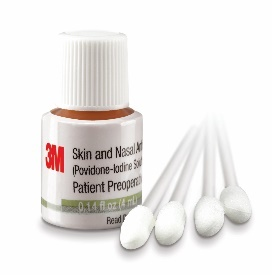 3M
Skin and Nasal
(Povidone-Iodine
Patient
0.14 fl oz (4 mL)
Read